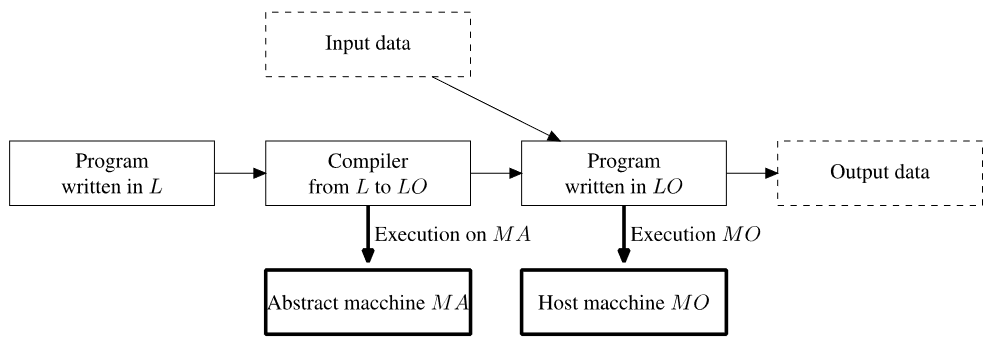 Input data
Program
written in L
Compiler
from L to LO
Program
written in LO
Output data
Execution on MA
Execution MO
Abstract macchine MA
Host macchine MO